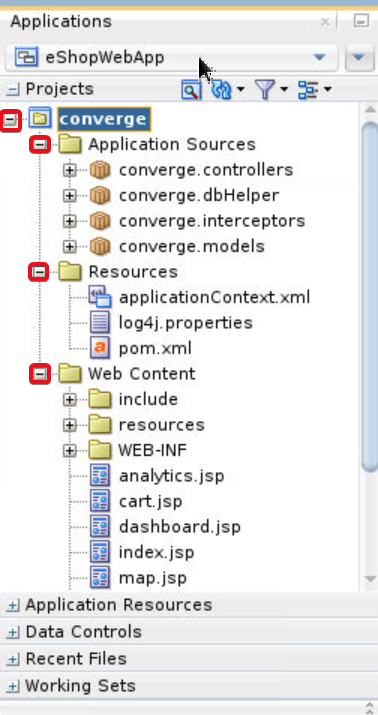 Applications
eShopWebApp
Projects
converge
Application Sources
converge.controllers
converge.dbHelper
converge.interceptors
converge.models
Resources
applicationContext.xml
log4j.properties
pom.xml
Web Content
include
resources
WEB-INF
analytics.jsp
cart.jsp
dashboard.jsp
index.jsp
map.jsp
Application Resources
Data Controls
Recent Files
Working Sets